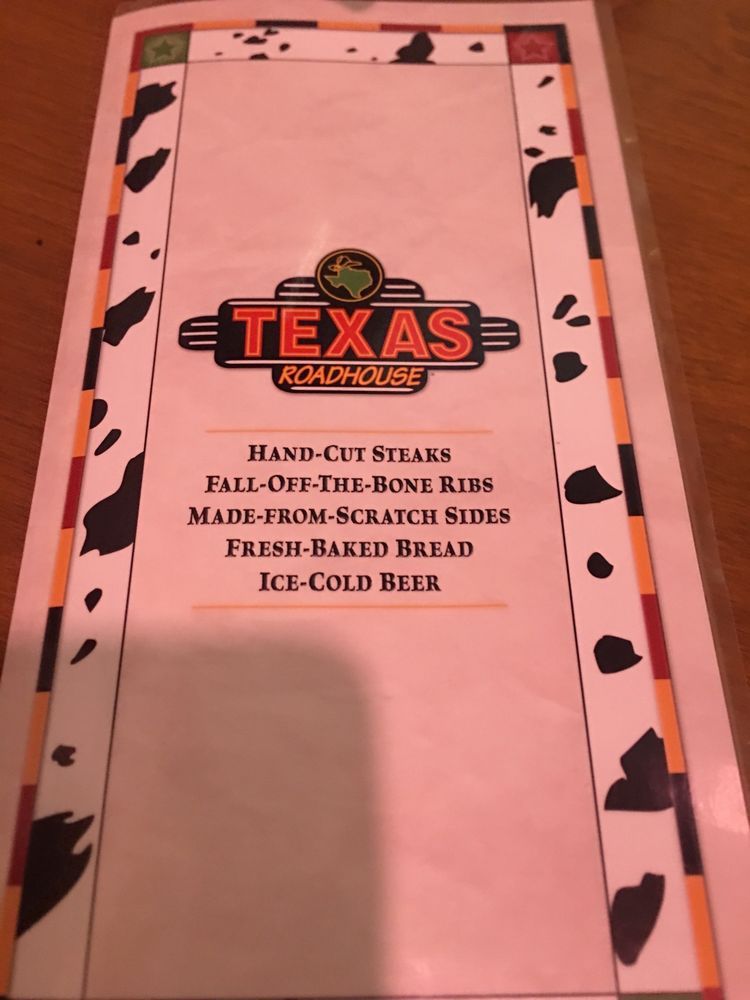 TEXAS
ROADHOUSE
HAND-CUT STEAKS
FALL-OFF-THE-BONE RIBS
MADE-FROM-SCRATCH SIDES
FRESH-BAKED BREAD
ICE-COLD BEER